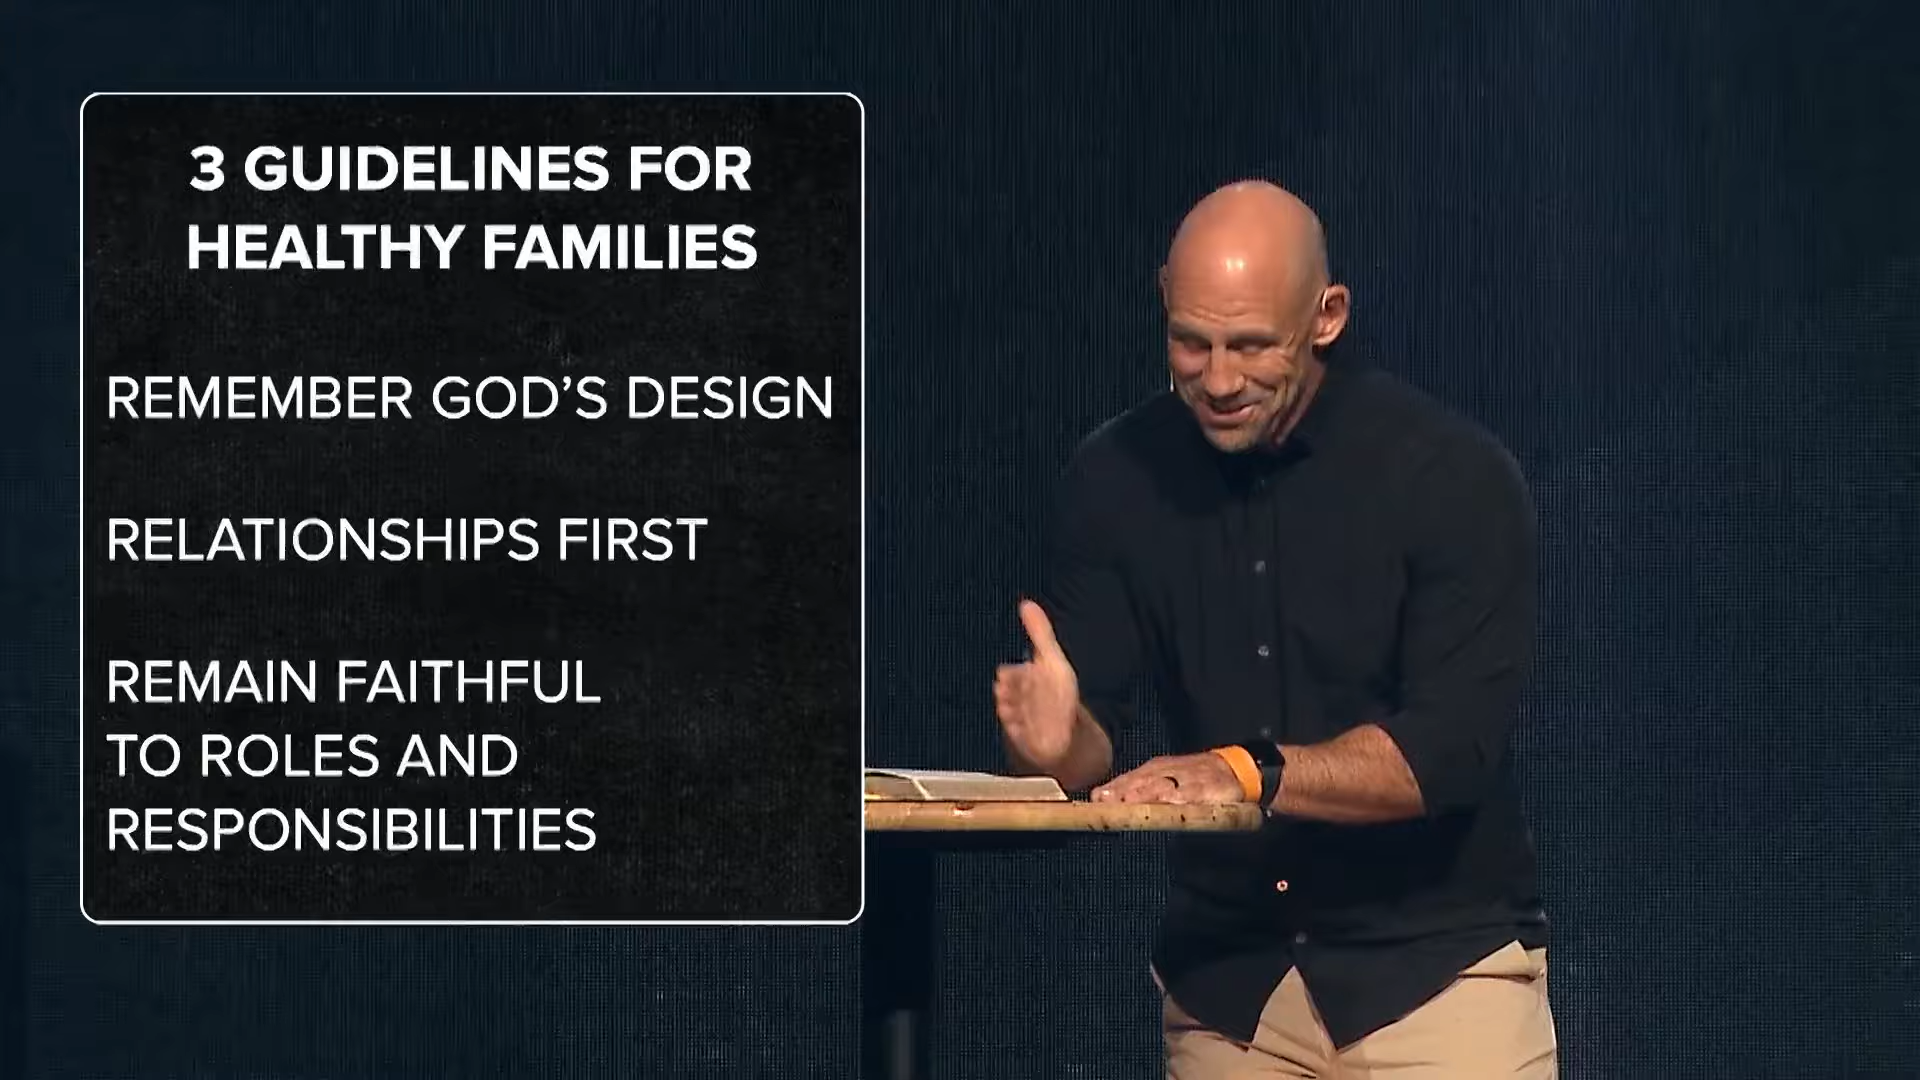 3 GUIDELINES FOR
HEALTHY FAMILIES
REMEMBER GOD’S DESIGN
RELATIONSHIPS FIRST
REMAIN FAITHFUL
TO ROLES AND
RESPONSIBILITIES